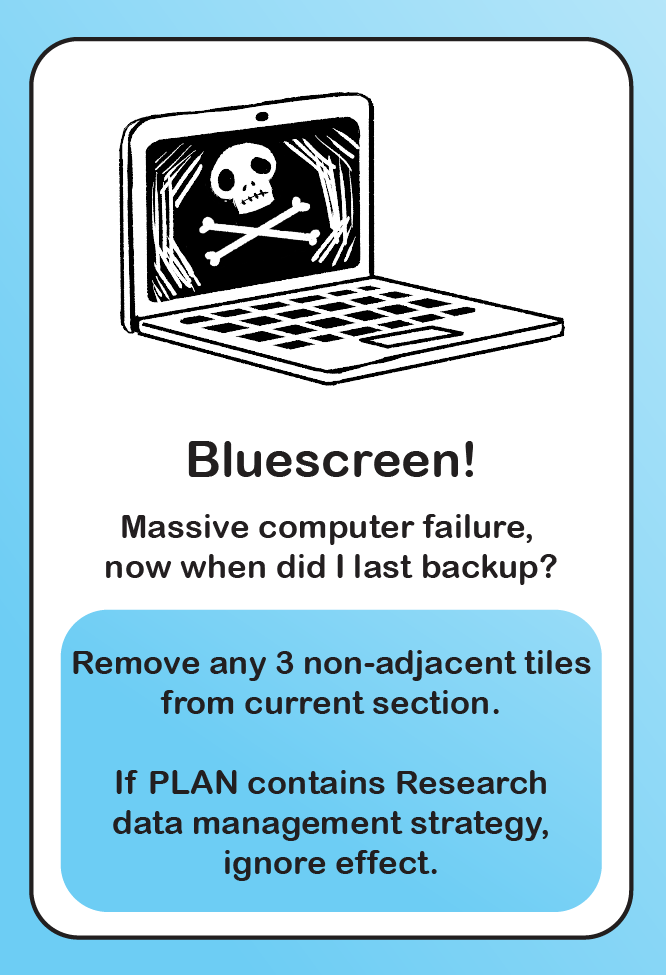 Bluescreen!
Massive computer failure,
now when did I last backup?
Remove any 3 non-adjacent tiles
from current section.
If PLAN contains Research
data management strategy,
ignore effect.